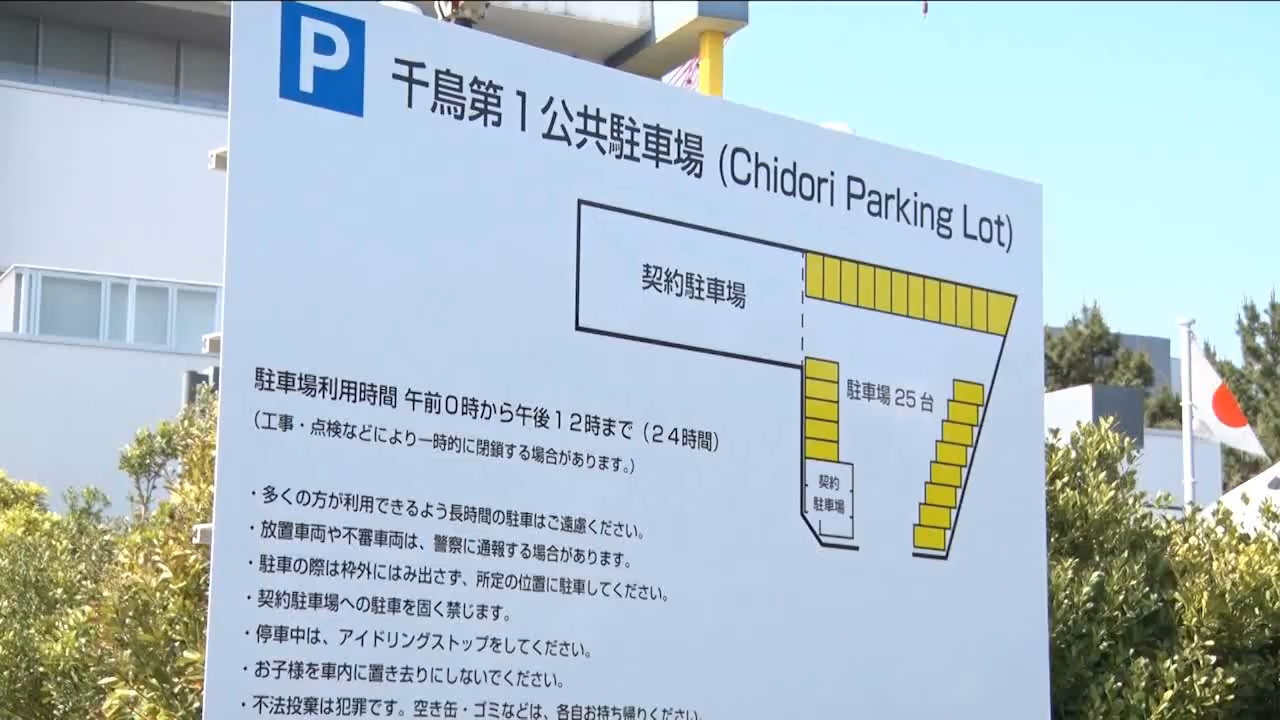 P
千鳥第1公共駐車場 (Chidori Parking Lot)
契約駐車場
駐車場 25 台
契約
駐車場
駐車場利用時間 午前０時から午後１２時まで（２４時間）
（工事・点検などにより一時的に閉鎖する場合があります。）
・多くの方が利用できるよう長時間の駐車はご遠慮ください。
・放置車両や不審車両は、警察に通報する場合があります。
・駐車の際は枠外にはみ出さず、所定の位置に駐車してください。
・契約駐車場への駐車を固く禁じます。
・停車中は、アイドリングストップをしてください。
・お子様を車内に置き去りにしないでください。
・不法投棄は犯罪です。空き缶・ゴミなどは、各自お持ち帰りください。